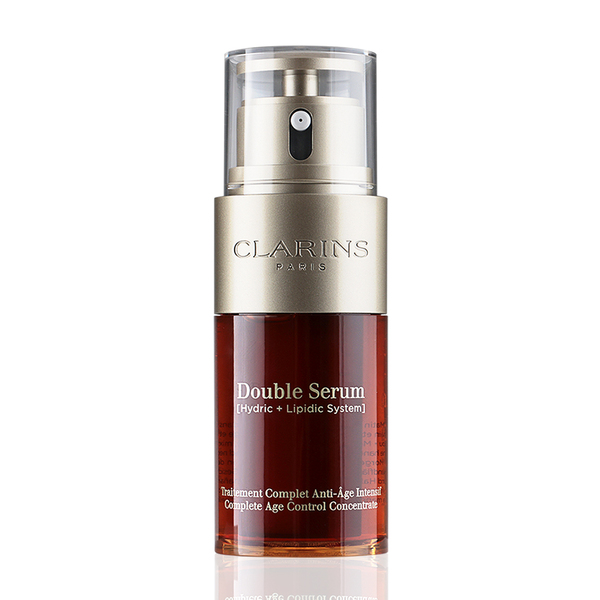 CLARINS
PARIS
Double Serum
[Hydric + Lipidic System]
Traitement Complet Anti-Âge Intensif
Complete Age Control Concentrate